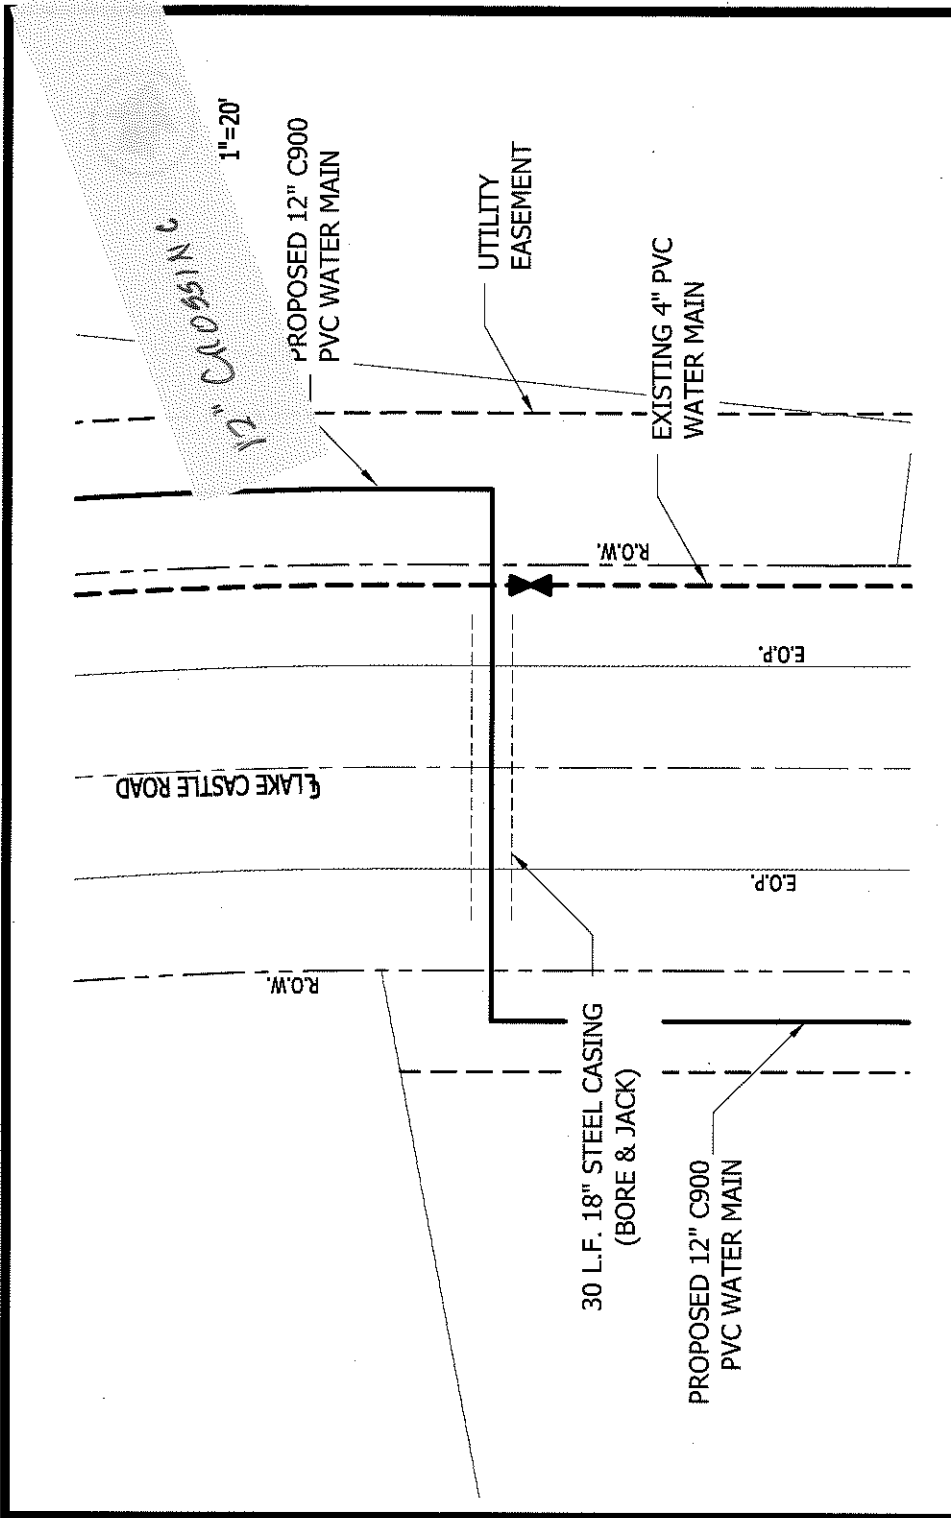 1"=20'
12" CROSSING
PROPOSED 12" C900
PVC WATER MAIN
UTILITY
EASEMENT
EXISTING 4" PVC
WATER MAIN
R.O.W.
E.O.P.
℄ LAKE CASTLE ROAD
E.O.P.
R.O.W.
30 L.F. 18" STEEL CASING
(BORE & JACK)
PROPOSED 12" C900
PVC WATER MAIN